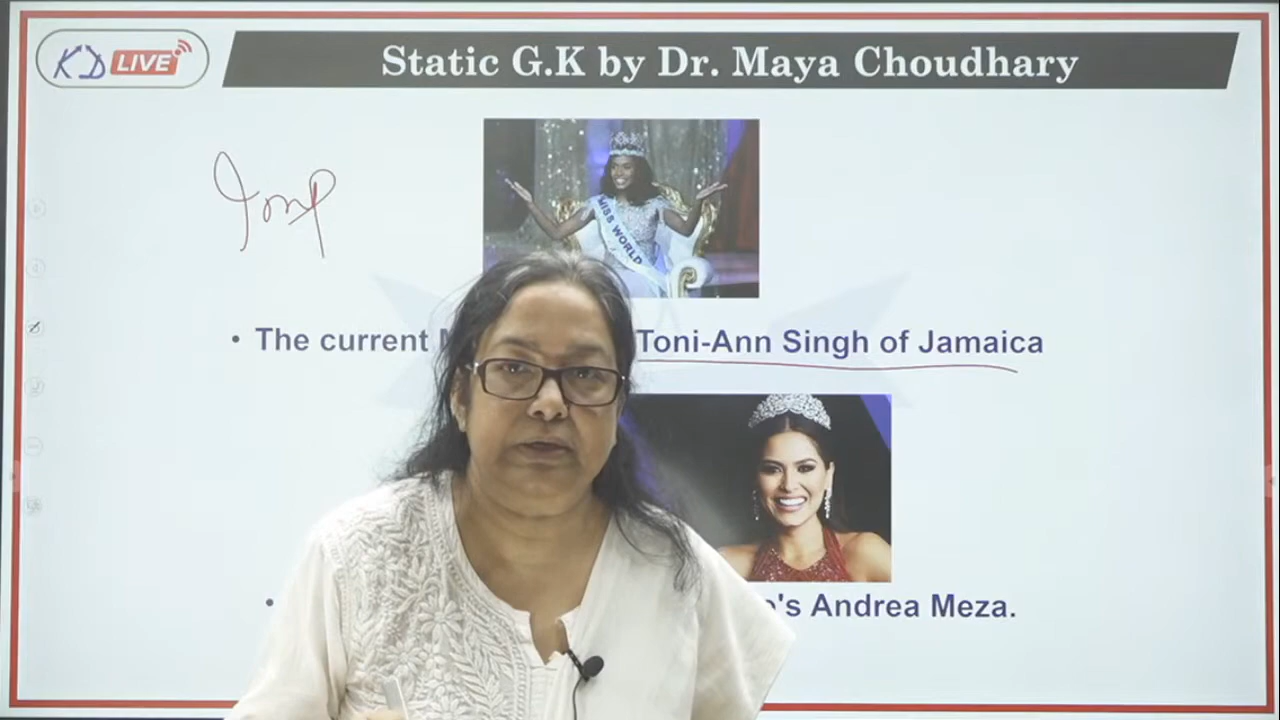 KD LIVE
Static G.K by Dr. Maya Choudhary
Imp
MISS WORLD
• The current Toni-Ann Singh of Jamaica
• 's Andrea Meza.